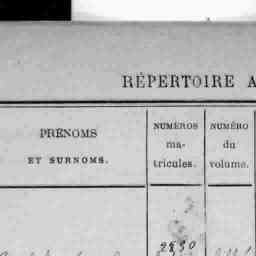 RÉPERTOIRE A
PRÉNOMS
ET SURNOMS.
NUMÉROS
ma-
tricules.
NUMÉRO
du
volume.
2830